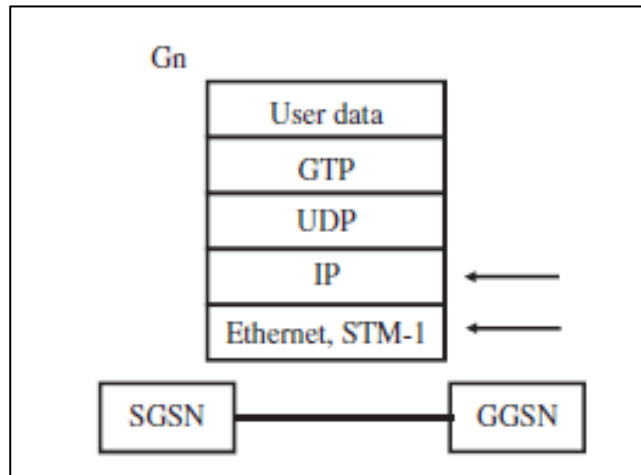 Gn
User data
GTP
UDP
IP
Ethernet, STM-1
SGSN
GGSN